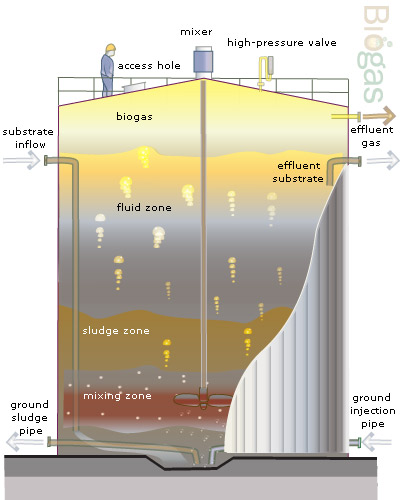 Biogas
mixer
high-pressure valve
access hole
biogas
substrate
inflow
effluent
gas
effluent
substrate
fluid zone
sludge zone
mixing zone
ground
sludge
pipe
ground
injection
pipe